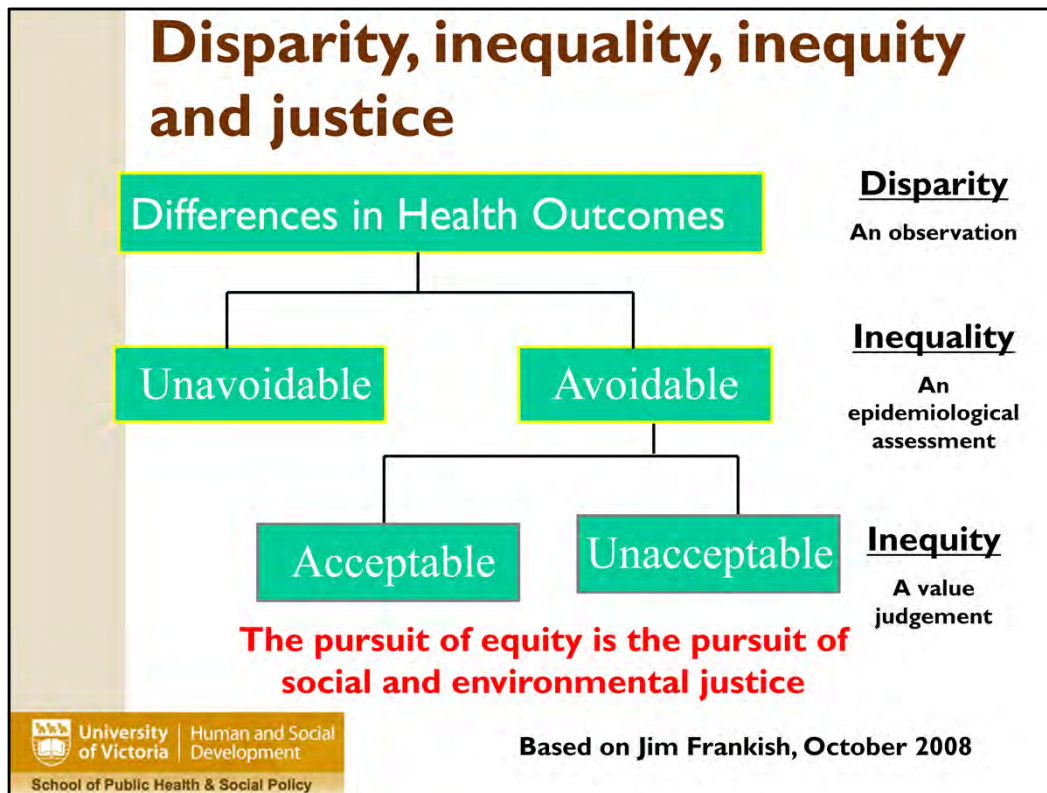 Disparity, inequality, inequity
and justice
Differences in Health Outcomes
Disparity
An observation
Unavoidable
Avoidable
Inequality
An
epidemiological
assessment
Acceptable
Unacceptable
Inequity
A value
judgement
The pursuit of equity is the pursuit of
social and environmental justice
University
of Victoria
Human and Social
Development
School of Public Health & Social Policy
Based on Jim Frankish, October 2008